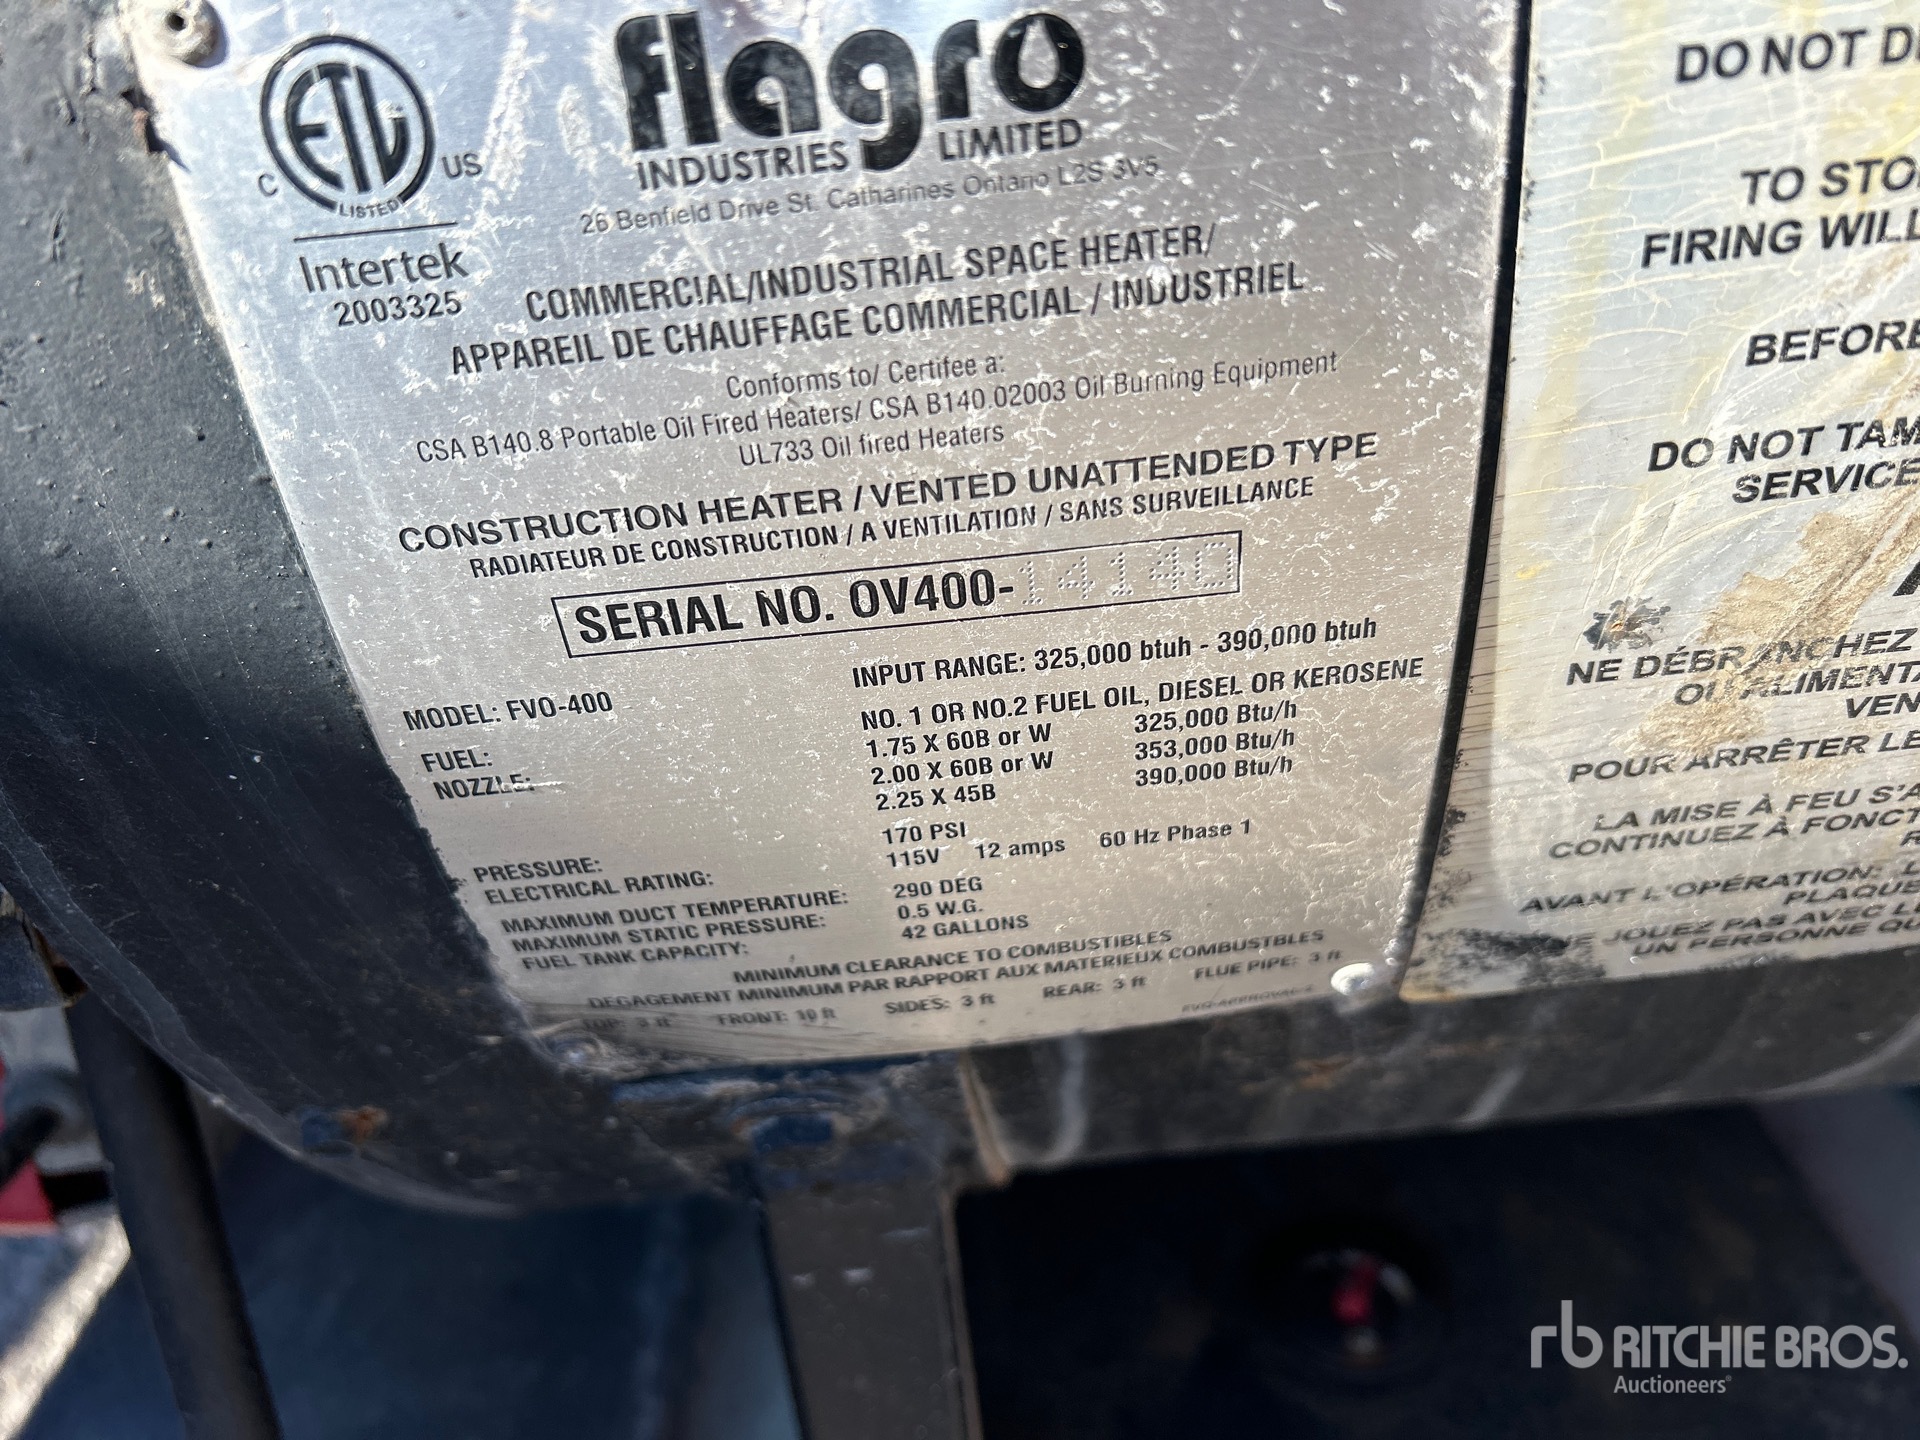 flagro
INDUSTRIES LIMITED
26 Benfield Drive St. Catharines Ontario L2S 3V5
C ETL US
LISTED
Intertek
2003325
COMMERCIAL/INDUSTRIAL SPACE HEATER/
APPAREIL DE CHAUFFAGE COMMERCIAL / INDUSTRIEL
Conforms to/ Certifee a:
CSA B140.8 Portable Oil Fired Heaters/ CSA B140.02003 Oil Burning Equipment
UL733 Oil fired Heaters
CONSTRUCTION HEATER / VENTED UNATTENDED TYPE
RADIATEUR DE CONSTRUCTION / A VENTILATION / SANS SURVEILLANCE
SERIAL NO. OV400-14140
INPUT RANGE: 325,000 btuh - 390,000 btuh
MODEL: FVO-400
FUEL: NO. 1 OR NO.2 FUEL OIL, DIESEL OR KEROSENE
NOZZLE: 1.75 X 60B or W 325,000 Btu/h
2.00 X 60B or W 353,000 Btu/h
2.25 X 45B 390,000 Btu/h
PRESSURE: 170 PSI
ELECTRICAL RATING: 115V 12 amps 60 Hz Phase 1
MAXIMUM DUCT TEMPERATURE: 290 DEG
MAXIMUM STATIC PRESSURE: 0.5 W.G.
FUEL TANK CAPACITY: 42 GALLONS
MINIMUM CLEARANCE TO COMBUSTIBLES
DEGAGEMENT MINIMUM PAR RAPPORT AUX MATERIEUX COMBUSTBLES
TOP: 3 ft FRONT: 10 ft SIDES: 3 ft REAR: 3 ft FLUE PIPE: 3 ft
DO NOT
TO
FIRING WILL
BEFORE
DO NOT
SERVICE
NE DÉBRANCHEZ
OU
POUR ARRÊTER
LA MISE À FEU
CONTINUEZ À
AVANT L'OPÉRATION:
NE JOUEZ PAS AVEC
UN PERSONNE
rb RITCHIE BROS.
Auctioneers